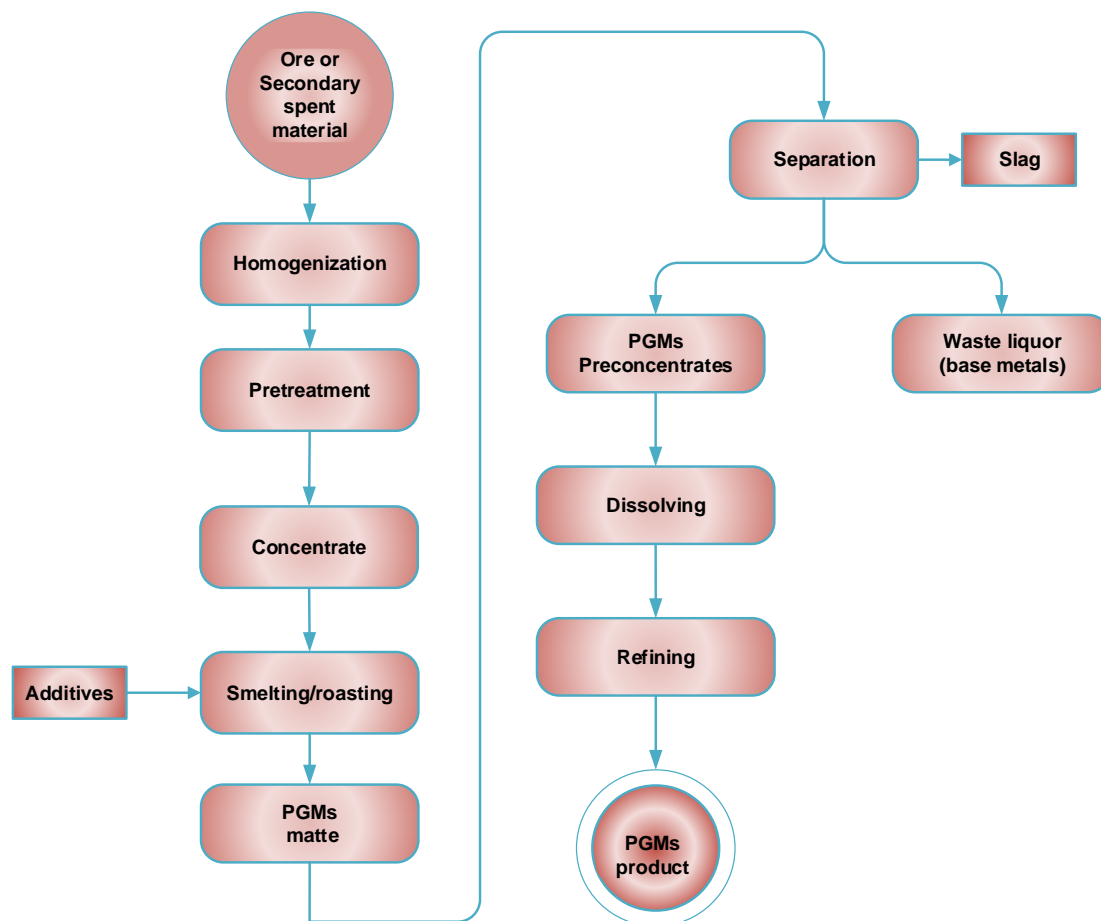 Ore or
Secondary
spent
material
Homogenization
Pretreatment
Concentrate
Additives
Smelting/roasting
PGMs
matte
Separation
Slag
PGMs
Preconcentrates
Waste liquor
(base metals)
Dissolving
Refining
PGMs
product